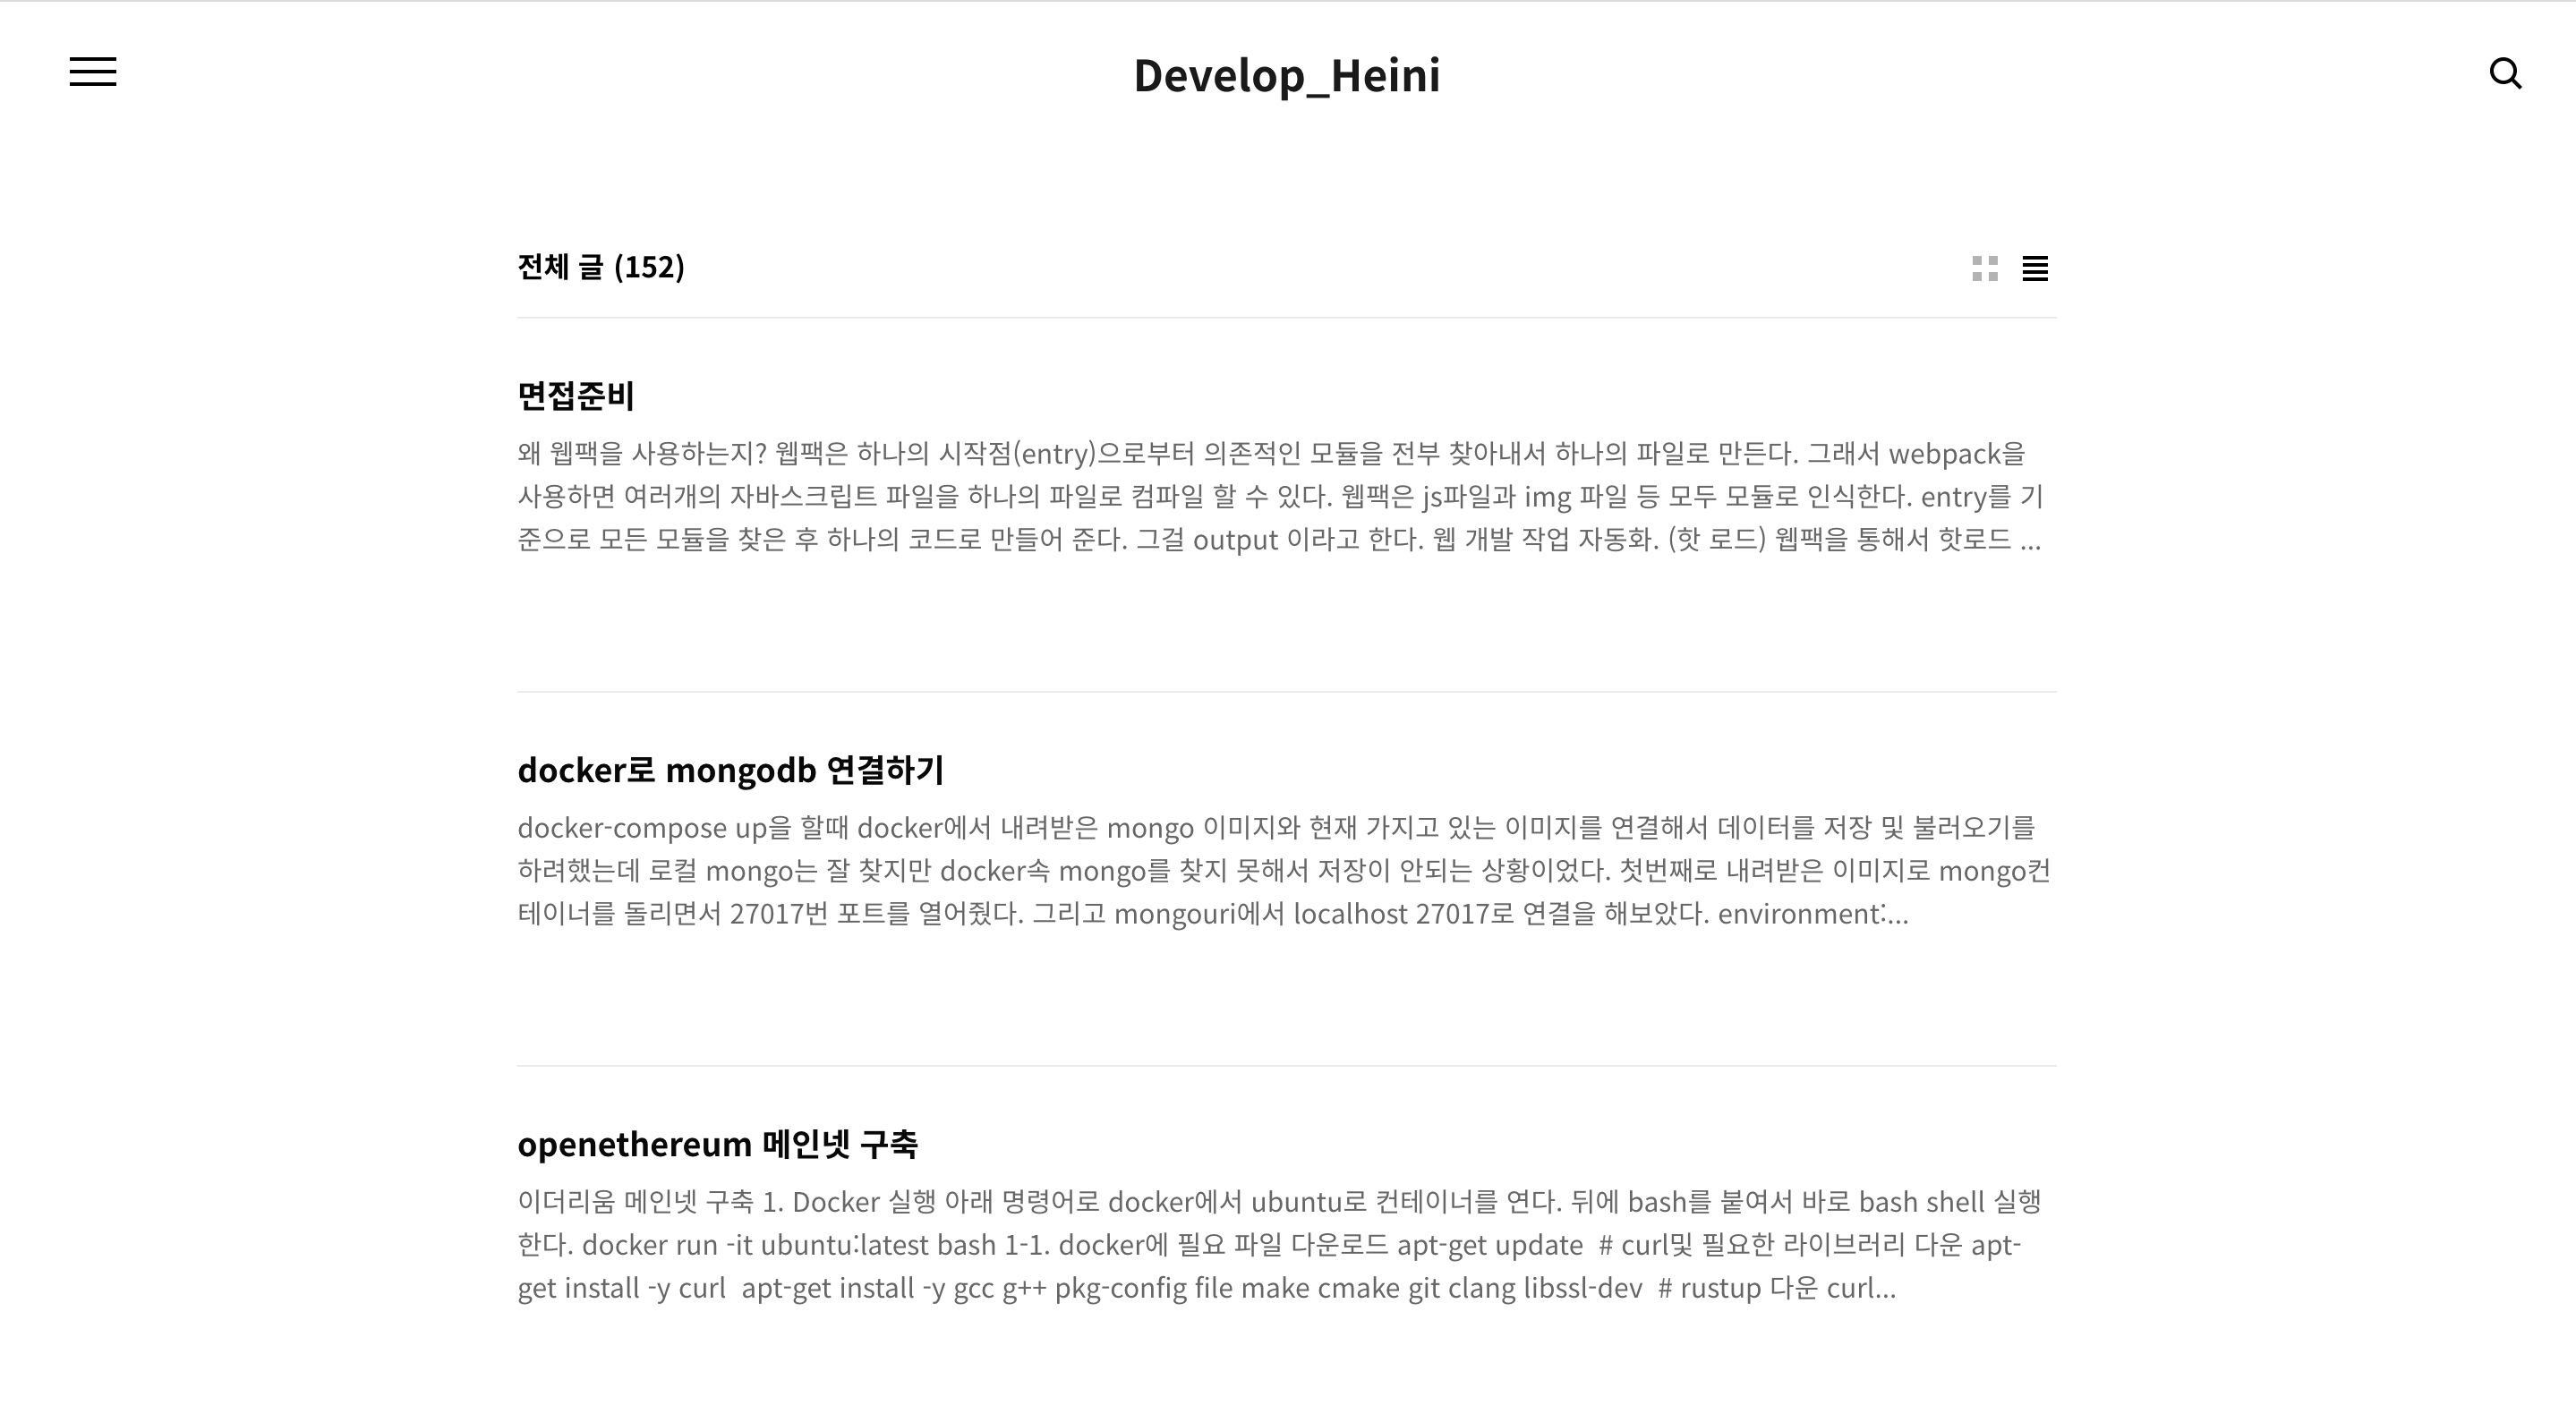 Develop_Heini
전체 글 (152)
면접준비
왜 웹팩을 사용하는지? 웹팩은 하나의 시작점(entry)으로부터 의존적인 모듈을 전부 찾아내서 하나의 파일로 만든다. 그래서 webpack을
사용하면 여러개의 자바스크립트 파일을 하나의 파일로 컴파일 할 수 있다. 웹팩은 js파일과 img 파일 등 모두 모듈로 인식한다. entry를 기
준으로 모든 모듈을 찾은 후 하나의 코드로 만들어 준다. 그걸 output 이라고 한다. 웹 개발 작업 자동화. (핫 로드) 웹팩을 통해서 핫로드 ...
docker로 mongodb 연결하기
docker-compose up을 할때 docker에서 내려받은 mongo 이미지와 현재 가지고 있는 이미지를 연결해서 데이터를 저장 및 불러오기를
하려했는데 로컬 mongo는 잘 찾지만 docker속 mongo를 찾지 못해서 저장이 안되는 상황이었다. 첫번째로 내려받은 이미지로 mongo컨
테이너를 돌리면서 27017번 포트를 열어줬다. 그리고 mongouri에서 localhost 27017로 연결을 해보았다. environment:...
openethereum 메인넷 구축
이더리움 메인넷 구축 1. Docker 실행 아래 명령어로 docker에서 ubuntu로 컨테이너를 연다. 뒤에 bash를 붙여서 바로 bash shell 실행
한다. docker run -it ubuntu:latest bash 1-1. docker에 필요 파일 다운로드 apt-get update # curl및 필요한 라이브러리 다운 apt-
get install -y curl apt-get install -y gcc g++ pkg-config file make cmake git clang libssl-dev # rustup 다운 curl...